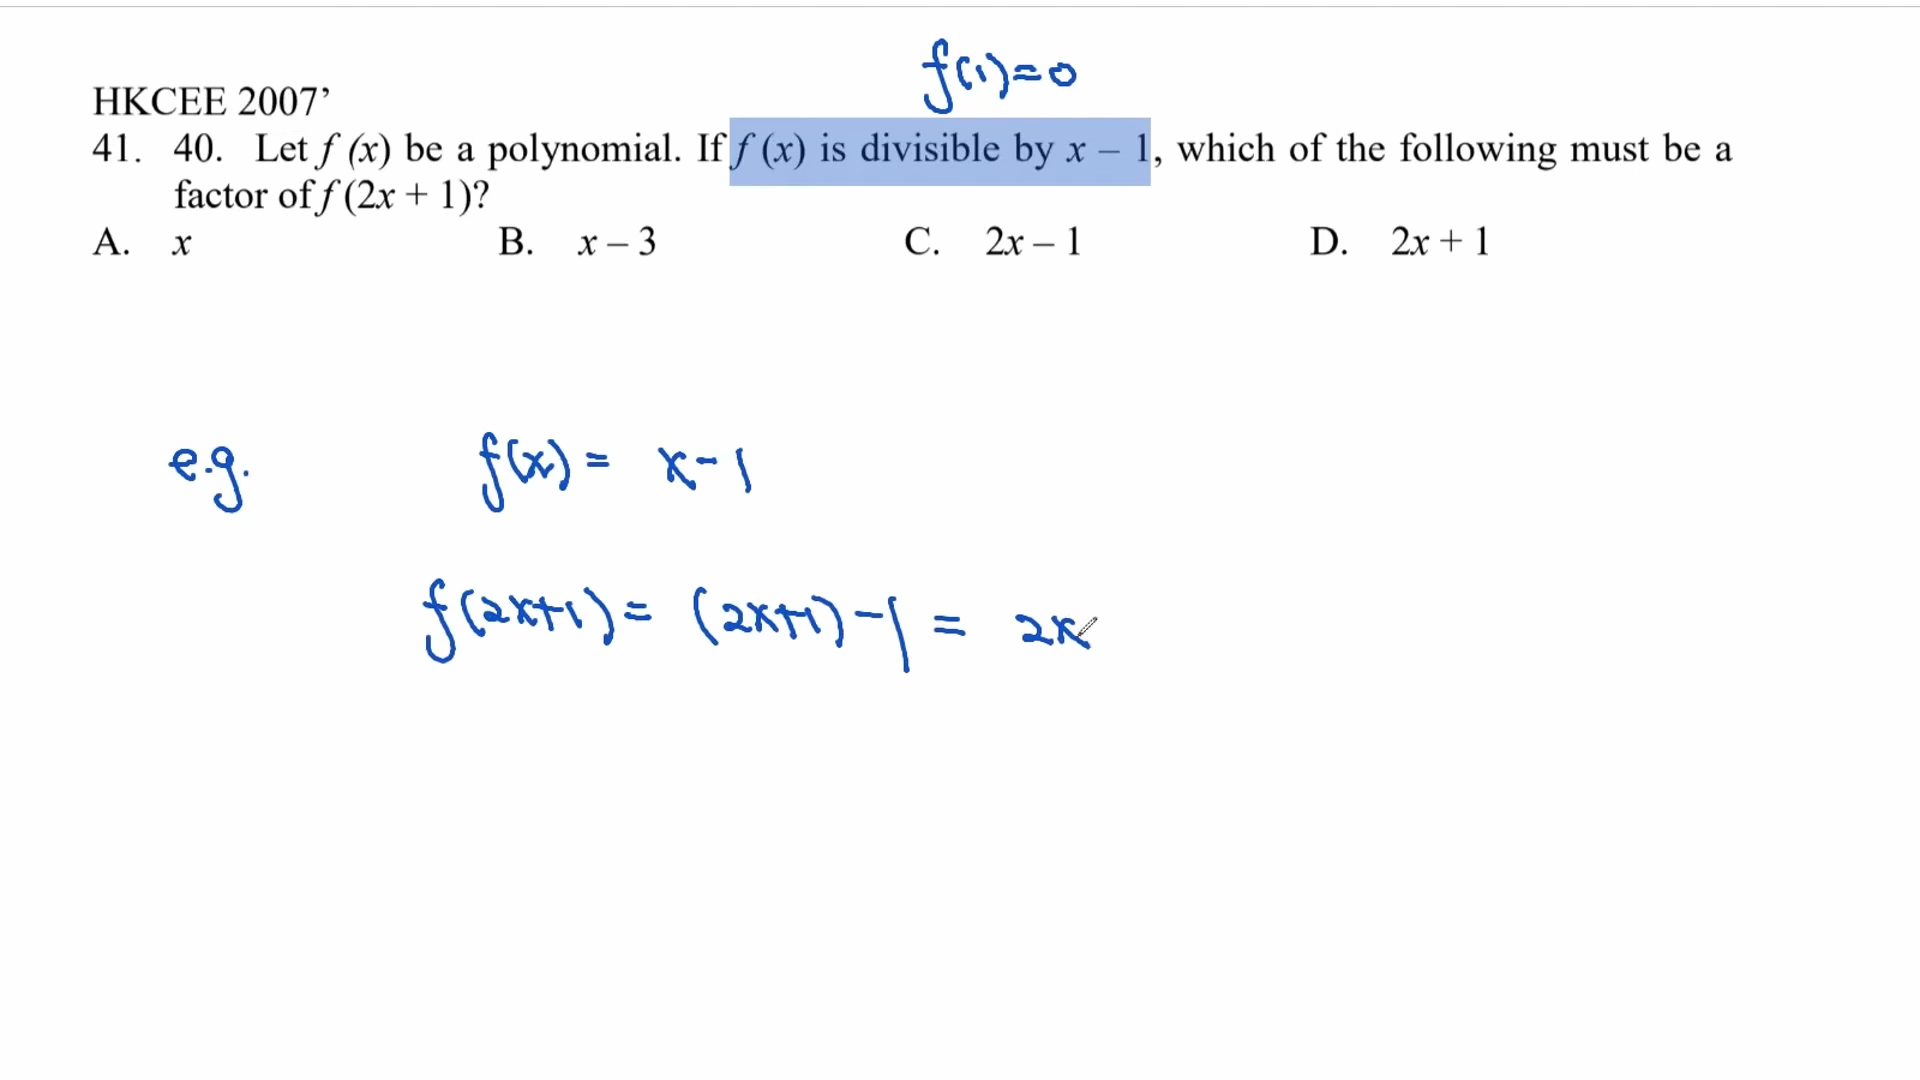 f(1)=0
HKCEE 2007’
41. 40. Let f (x) be a polynomial. If f (x) is divisible by x – 1, which of the following must be a
factor of f (2x + 1)?
A. x B. x – 3 C. 2x – 1 D. 2x + 1
e.g. f(x) = x-1
f(2x+1) = (2x+1) -1 = 2x